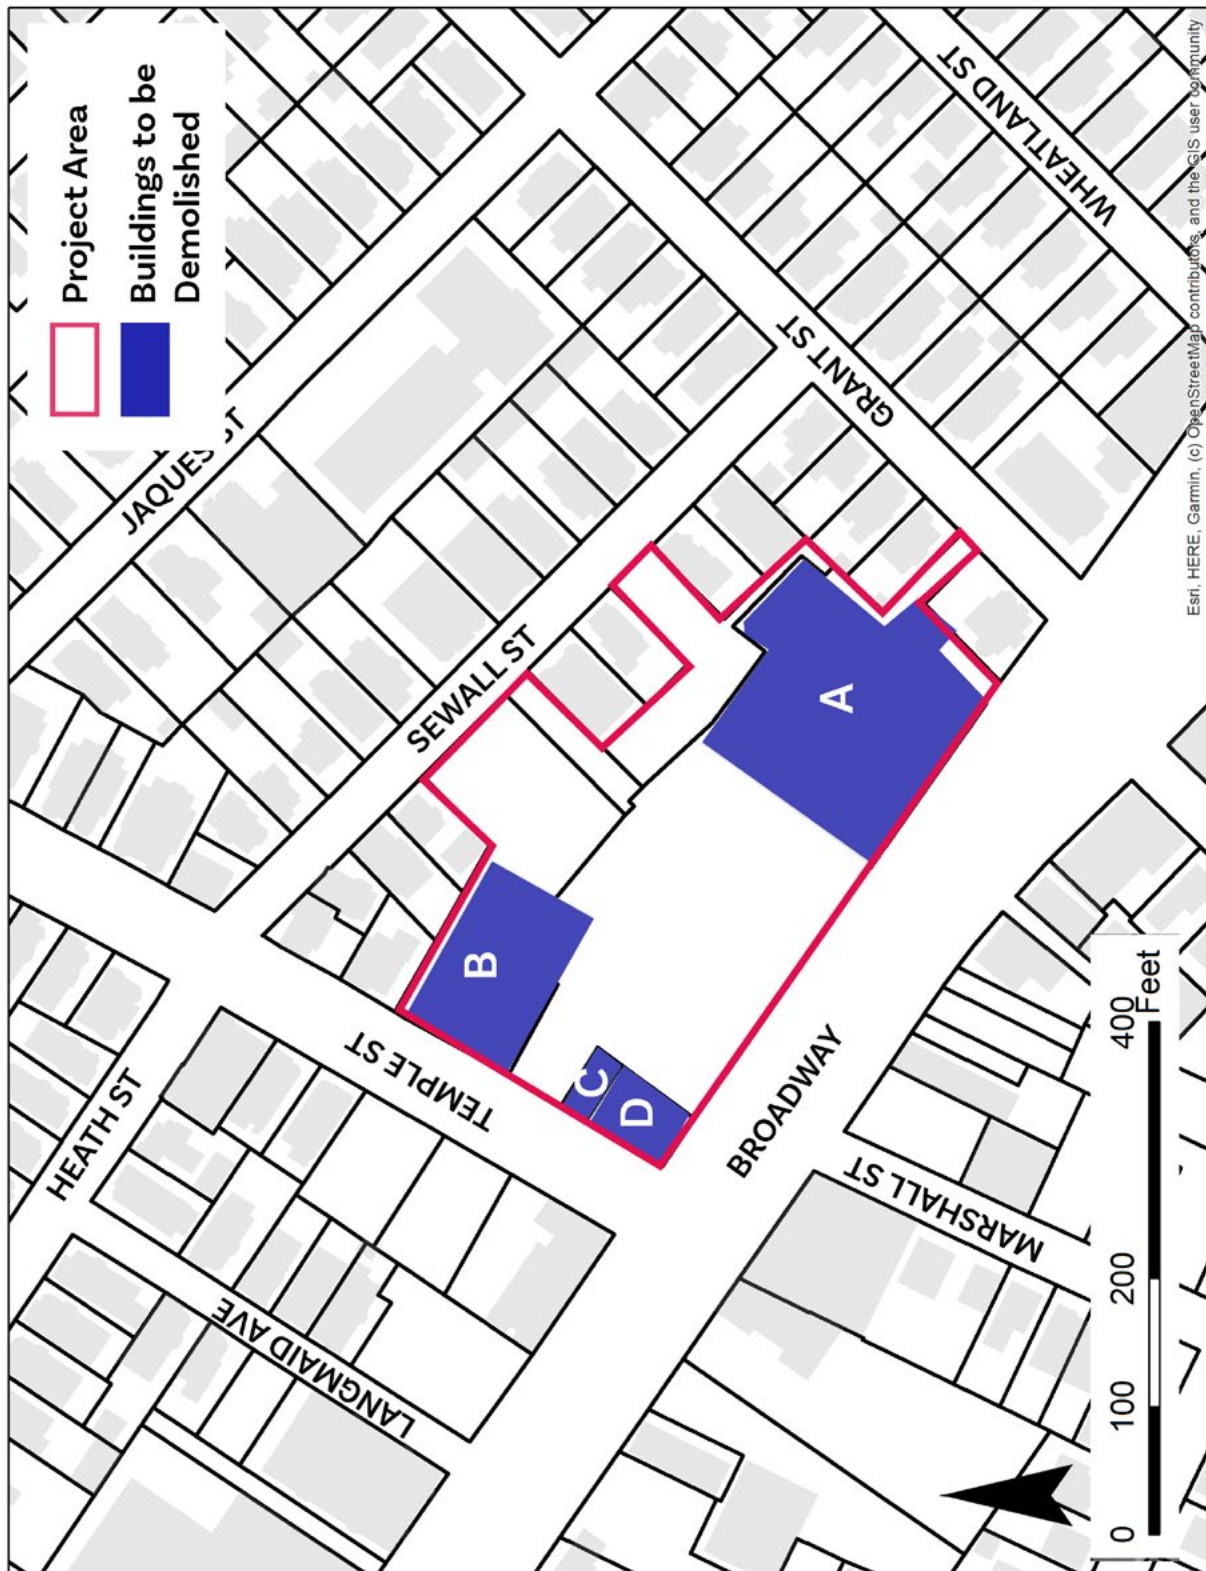 Project Area
Buildings to be
Demolished
JAQUES ST
WHEATLAND ST
GRANT ST
SEWALL ST
HEATH ST
TEMPLE ST
LANGMAID AVE
BROADWAY
MARSHALL ST
A
B
C
D
0 100 200 400
Feet
Esri, HERE, Garmin, (c) OpenStreetMap contributors, and the GIS user community